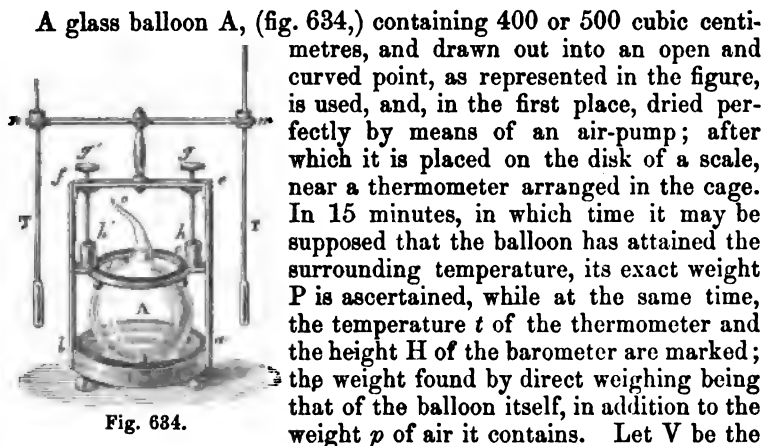 A glass balloon A, (fig. 634,) containing 400 or 500 cubic centi-
metres, and drawn out into an open and
curved point, as represented in the figure,
is used, and, in the first place, dried per-
fectly by means of an air-pump; after
which it is placed on the disk of a scale,
near a thermometer arranged in the cage.
In 15 minutes, in which time it may be
supposed that the balloon has attained the
surrounding temperature, its exact weight
P is ascertained, while at the same time,
the temperature t of the thermometer and
the height H of the barometer are marked;
the weight found by direct weighing being
that of the balloon itself, in addition to the
weight p of air it contains. Let V be the
g' g
f e
T T
h' h
A
Fig. 634.